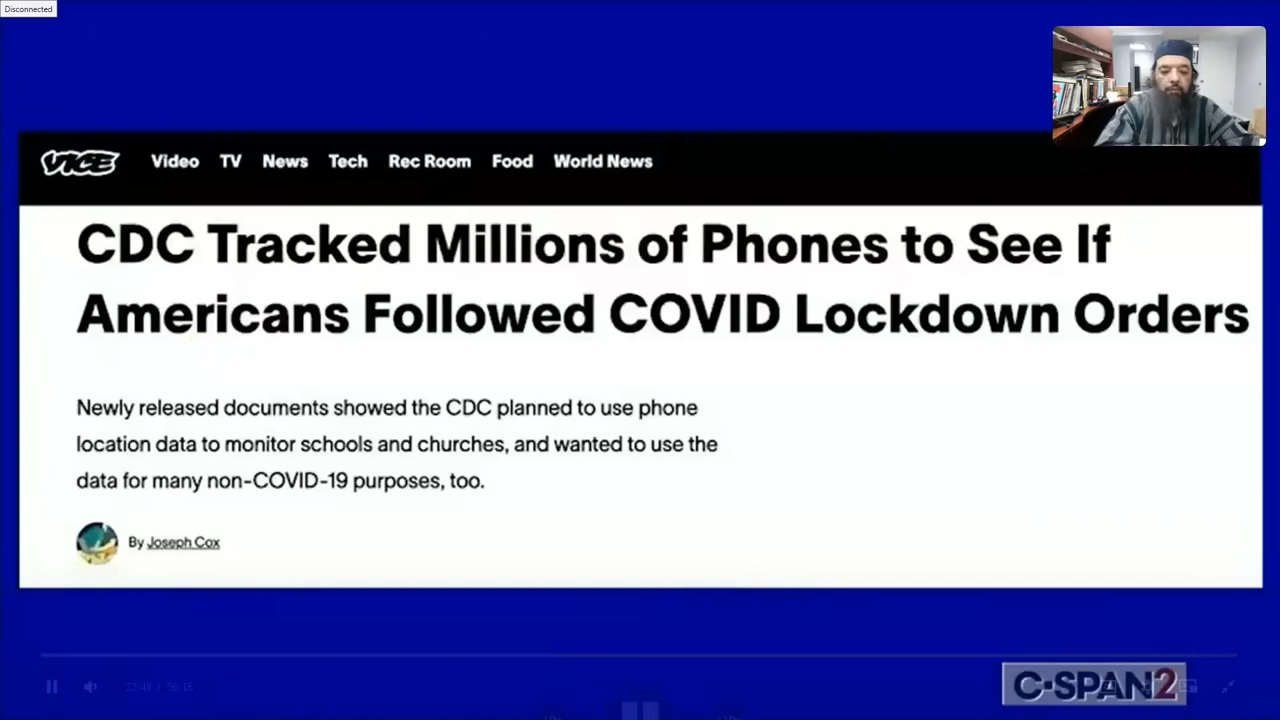 Disconnected
VICE Video TV News Tech Rec Room Food World News
CDC Tracked Millions of Phones to See If
Americans Followed COVID Lockdown Orders
Newly released documents showed the CDC planned to use phone
location data to monitor schools and churches, and wanted to use the
data for many non-COVID-19 purposes, too.
By Joseph Cox
C-SPAN2